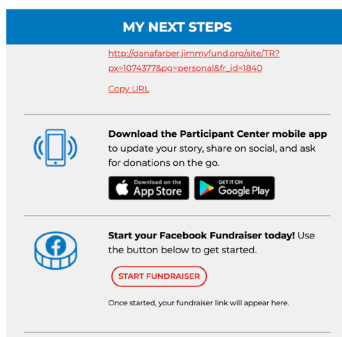 MY NEXT STEPS
http://danafarber.jimmyfund.org/site/TR?
px=1074377&pg=personal&fr_id=1840
Copy URL
Download the Participant Center mobile app
to update your story, share on social, and ask
for donations on the go.
Download on the
App Store
GET IT ON
Google Play
Start your Facebook Fundraiser today! Use
the button below to get started.
START FUNDRAISER
Once started, your fundraiser link will appear here.